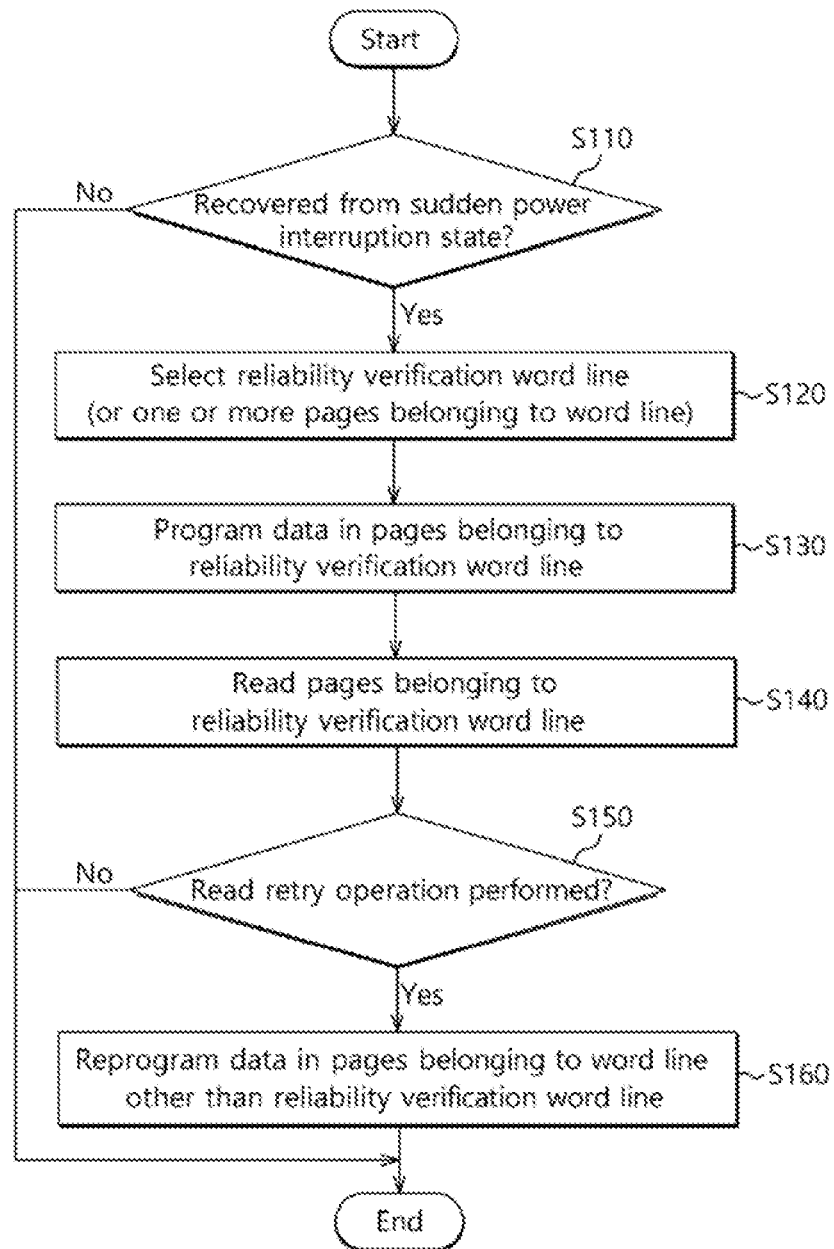 Start
S110
No
Recovered from sudden power
interruption state?
Yes
Select reliability verification word line
(or one or more pages belonging to word line)
S120
Program data in pages belonging to
reliability verification word line
S130
Read pages belonging to
reliability verification word line
S140
S150
No
Read retry operation performed?
Yes
Reprogram data in pages belonging to word line
other than reliability verification word line
S160
End